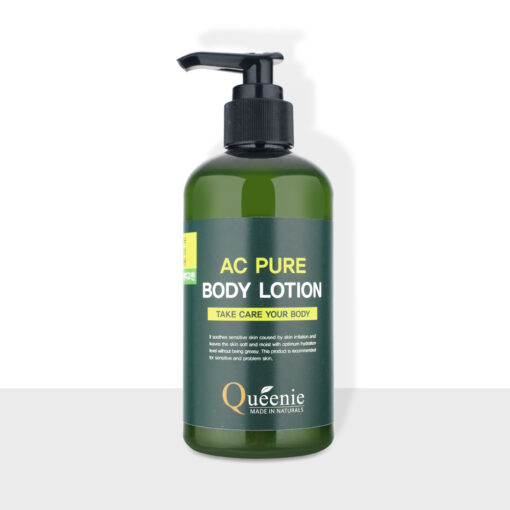 AC PURE
BODY LOTION
TAKE CARE YOUR BODY
It soothes sensitive skin caused by skin irritation and
leaves the skin soft and moist with optimum hydration
level without being greasy. This product is recommended
for sensitive and problem skin.
Queenie
MADE IN NATURALS